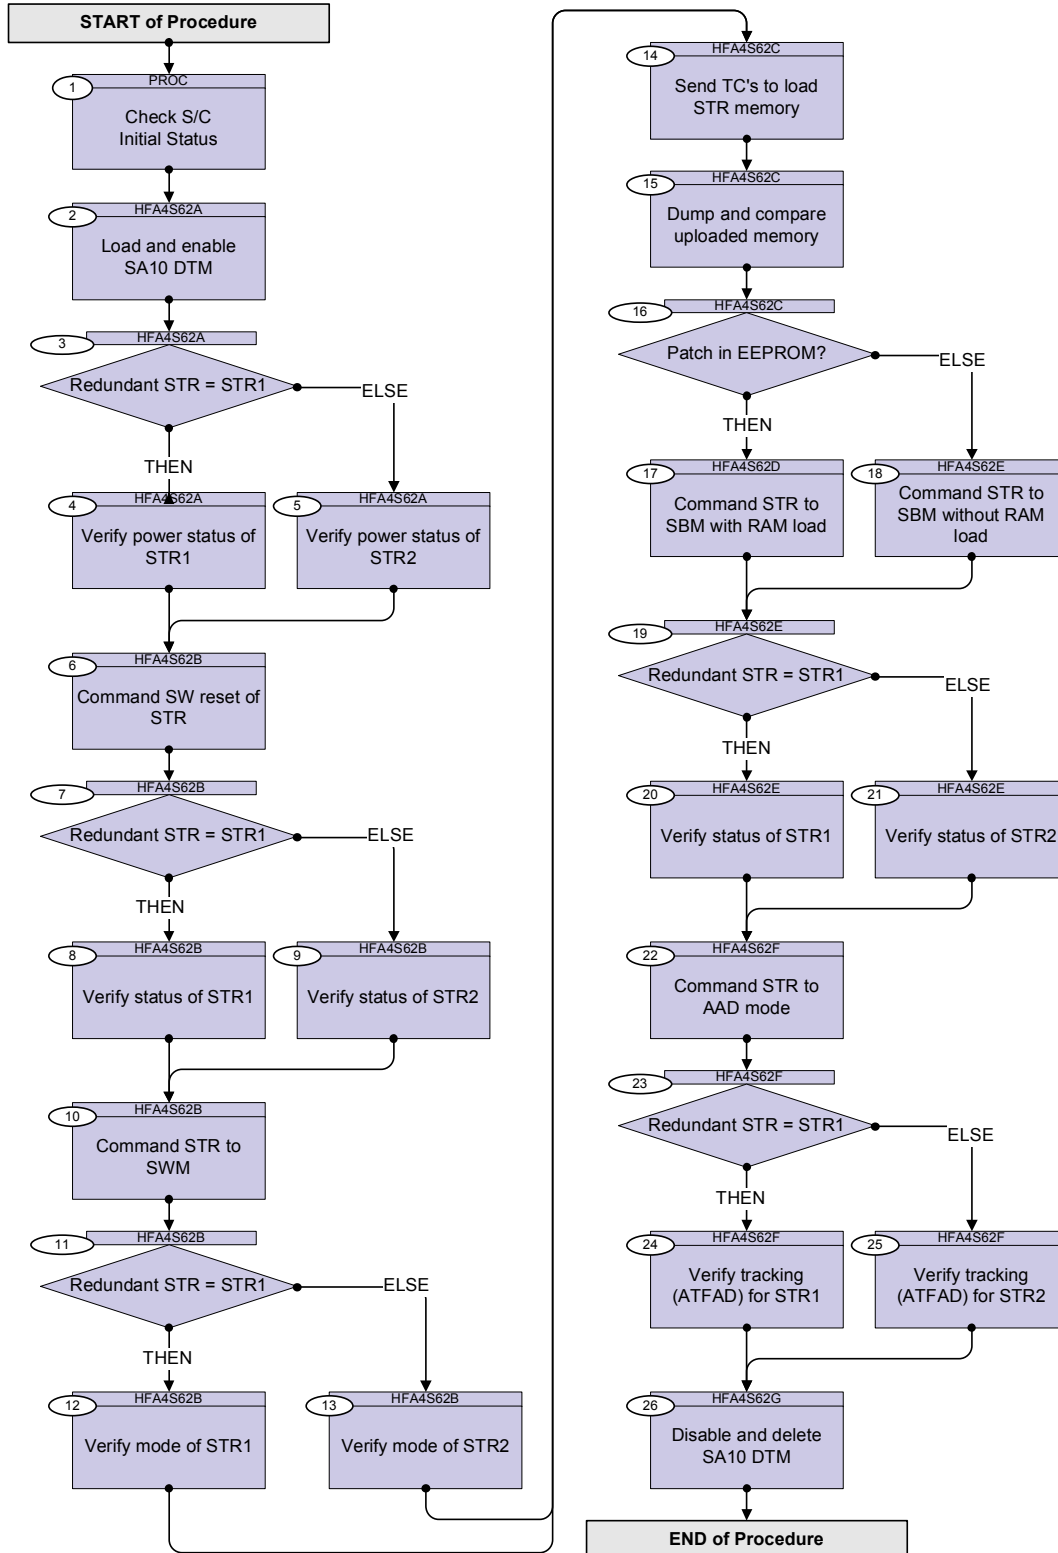 START of Procedure
1
PROC
Check S/C
Initial Status
2
HFA4S62A
Load and enable
SA10 DTM
3
HFA4S62A
Redundant STR = STR1
ELSE
THEN
4
HFA4S62A
Verify power status of
STR1
5
HFA4S62A
Verify power status of
STR2
6
HFA4S62B
Command SW reset of
STR
7
HFA4S62B
Redundant STR = STR1
ELSE
THEN
8
HFA4S62B
Verify status of STR1
9
HFA4S62B
Verify status of STR2
10
HFA4S62B
Command STR to
SWM
11
HFA4S62B
Redundant STR = STR1
ELSE
THEN
12
HFA4S62B
Verify mode of STR1
13
HFA4S62B
Verify mode of STR2
14
HFA4S62C
Send TC's to load
STR memory
15
HFA4S62C
Dump and compare
uploaded memory
16
HFA4S62C
Patch in EEPROM?
ELSE
THEN
17
HFA4S62D
Command STR to
SBM with RAM load
18
HFA4S62E
Command STR to
SBM without RAM
load
19
HFA4S62E
Redundant STR = STR1
ELSE
THEN
20
HFA4S62E
Verify status of STR1
21
HFA4S62E
Verify status of STR2
22
HFA4S62F
Command STR to
AAD mode
23
HFA4S62F
Redundant STR = STR1
ELSE
THEN
24
HFA4S62F
Verify tracking
(ATFAD) for STR1
25
HFA4S62F
Verify tracking
(ATFAD) for STR2
26
HFA4S62G
Disable and delete
SA10 DTM
END of Procedure